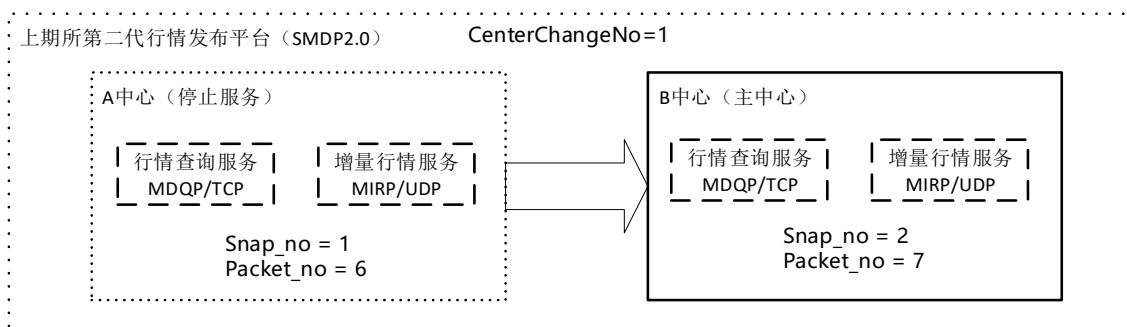 上期所第二代行情发布平台（SMDP2.0）
CenterChangeNo=1
A中心（停止服务）
行情查询服务
MDQP/TCP
增量行情服务
MIRP/UDP
Snap_no = 1
Packet_no = 6
B中心（主中心）
行情查询服务
MDQP/TCP
增量行情服务
MIRP/UDP
Snap_no = 2
Packet_no = 7